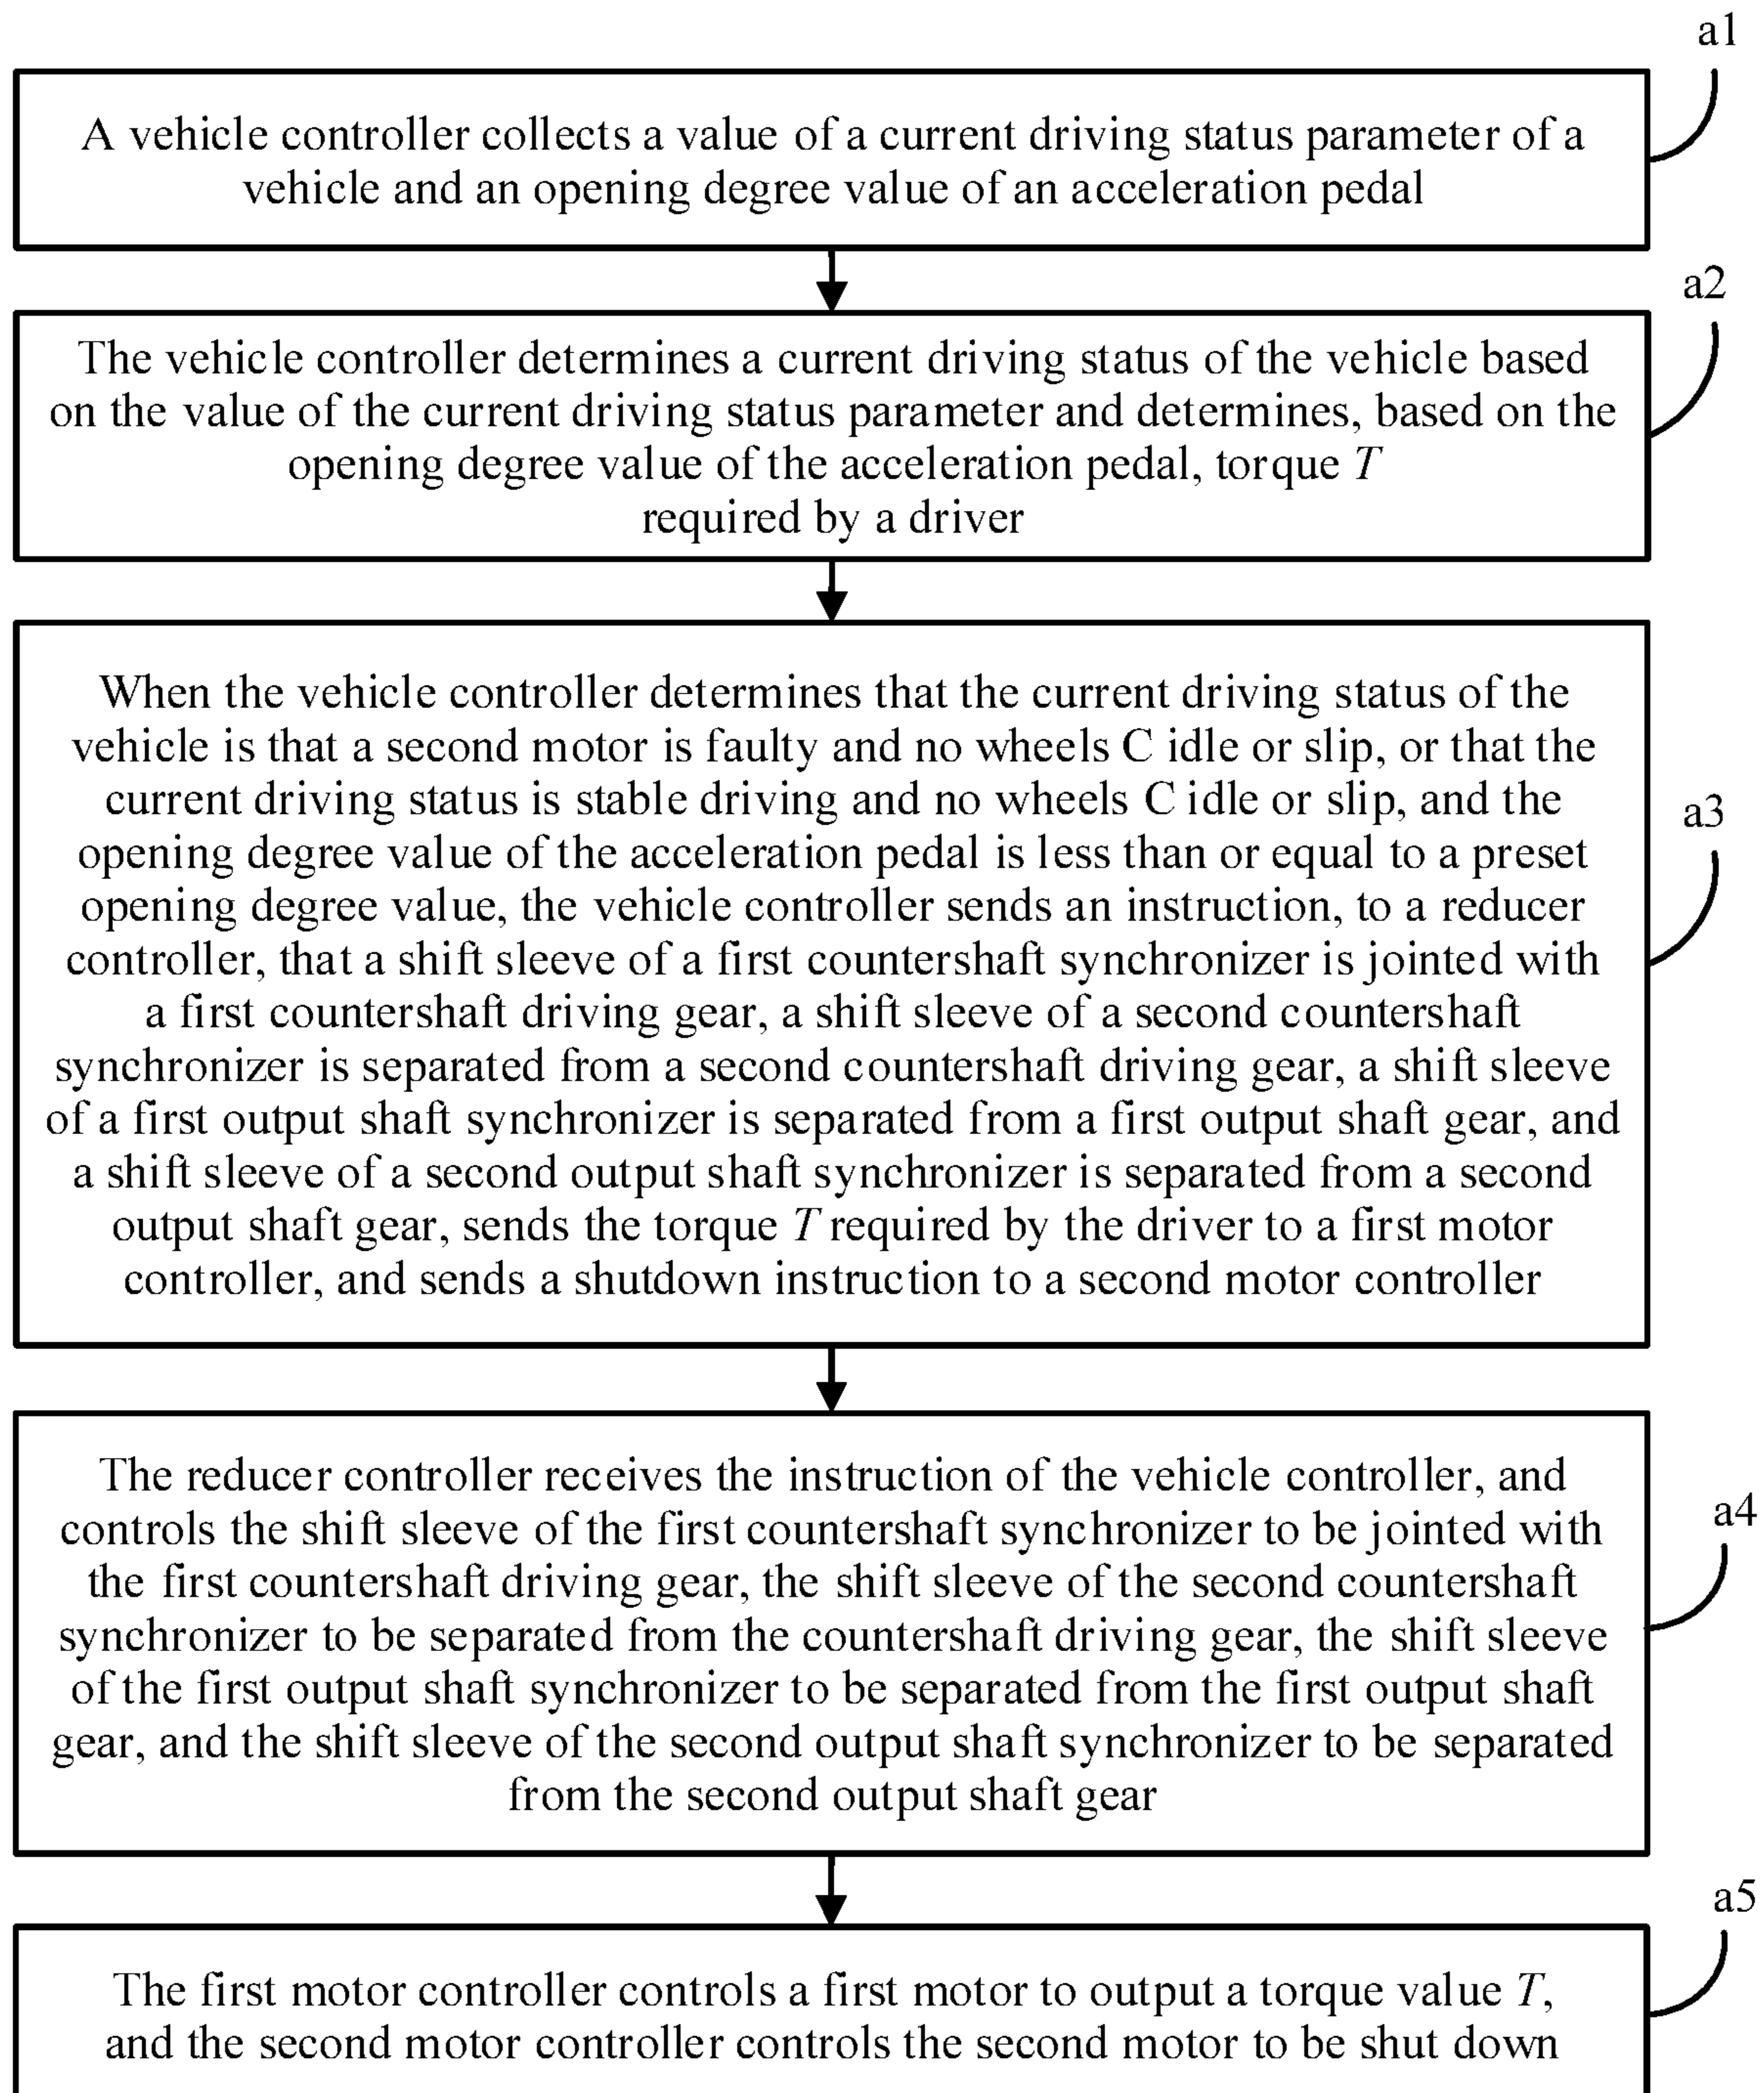 a1
A vehicle controller collects a value of a current driving status parameter of a
vehicle and an opening degree value of an acceleration pedal
a2
The vehicle controller determines a current driving status of the vehicle based
on the value of the current driving status parameter and determines, based on the
opening degree value of the acceleration pedal, torque T
required by a driver
When the vehicle controller determines that the current driving status of the
vehicle is that a second motor is faulty and no wheels C idle or slip, or that the
current driving status is stable driving and no wheels C idle or slip, and the
opening degree value of the acceleration pedal is less than or equal to a preset
opening degree value, the vehicle controller sends an instruction, to a reducer
controller, that a shift sleeve of a first countershaft synchronizer is jointed with
a first countershaft driving gear, a shift sleeve of a second countershaft
synchronizer is separated from a second countershaft driving gear, a shift sleeve
of a first output shaft synchronizer is separated from a first output shaft gear, and
a shift sleeve of a second output shaft synchronizer is separated from a second
output shaft gear, sends the torque T required by the driver to a first motor
controller, and sends a shutdown instruction to a second motor controller
a3
The reducer controller receives the instruction of the vehicle controller, and
controls the shift sleeve of the first countershaft synchronizer to be jointed with
the first countershaft driving gear, the shift sleeve of the second countershaft
synchronizer to be separated from the countershaft driving gear, the shift sleeve
of the first output shaft synchronizer to be separated from the first output shaft
gear, and the shift sleeve of the second output shaft synchronizer to be separated
from the second output shaft gear
a4
a5
The first motor controller controls a first motor to output a torque value T,
and the second motor controller controls the second motor to be shut down